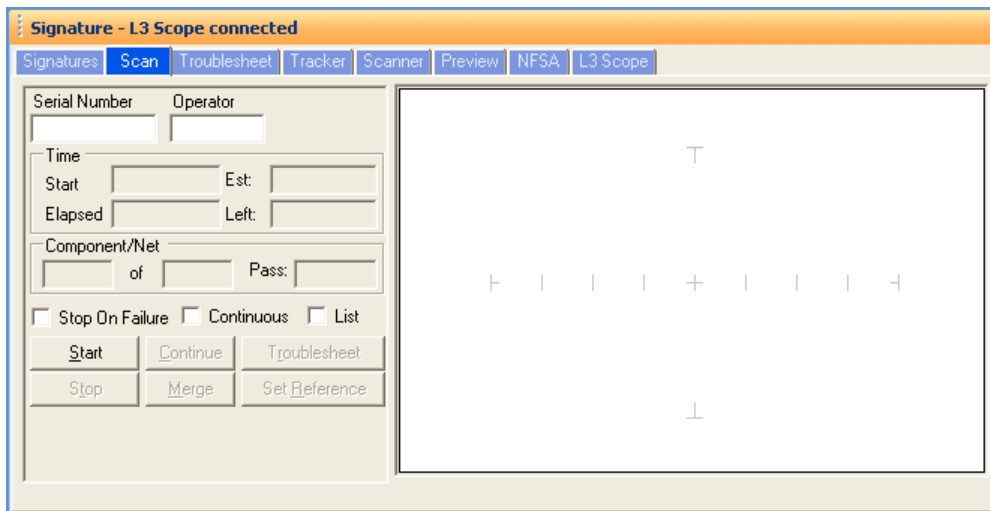 Signature - L3 Scope connected
Signatures Scan Troublesheet Tracker Scanner Preview NFSA L3 Scope
Serial Number Operator
Time
Start Est:
Elapsed Left:
Component/Net
of Pass:
Stop On Failure Continuous List
Start Continue Troublesheet
Stop Merge Set Reference